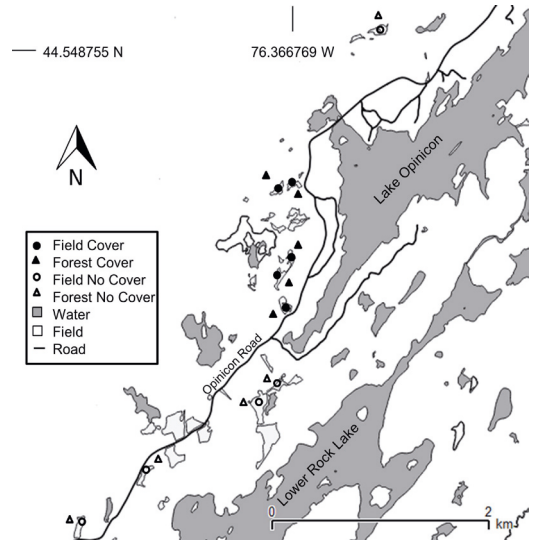 44.548755 N
76.366769 W
N
Lake Opinicon
Field Cover
Forest Cover
Field No Cover
Forest No Cover
Water
Field
Road
Opinicon Road
Lower Rock Lake
0 2
km